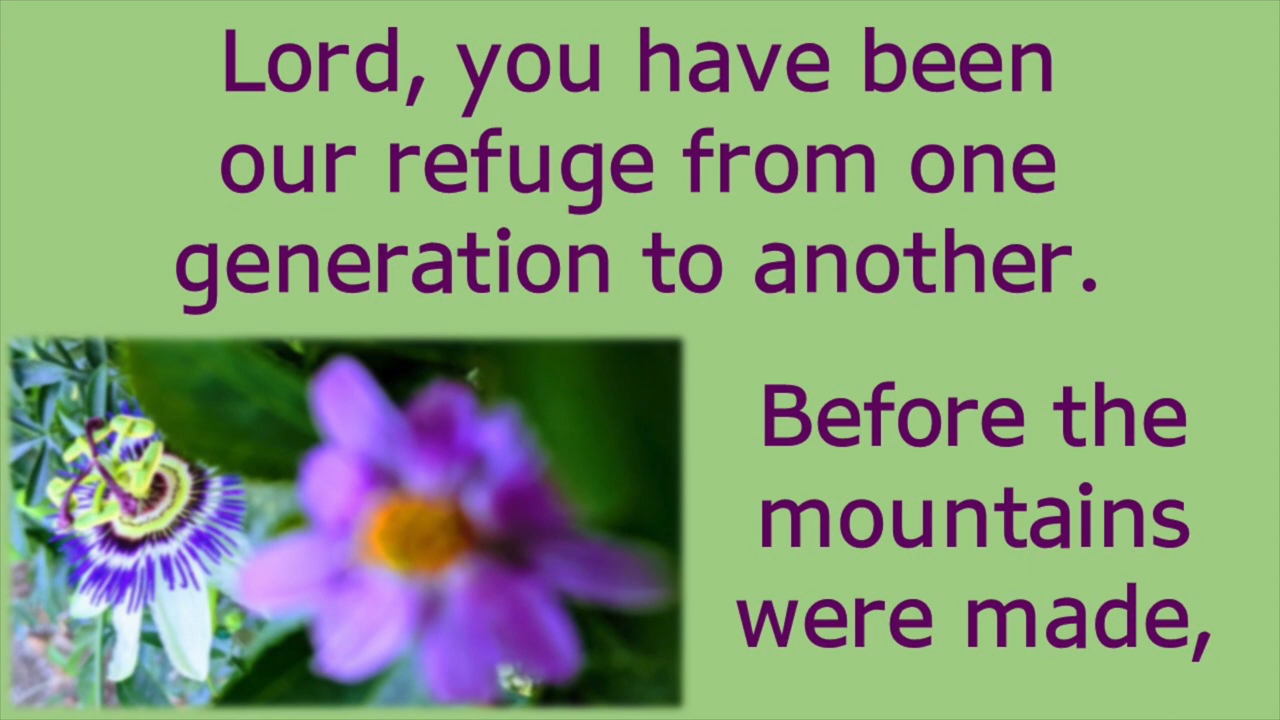 Lord, you have been
our refuge from one
generation to another.
Before the
mountains
were made,